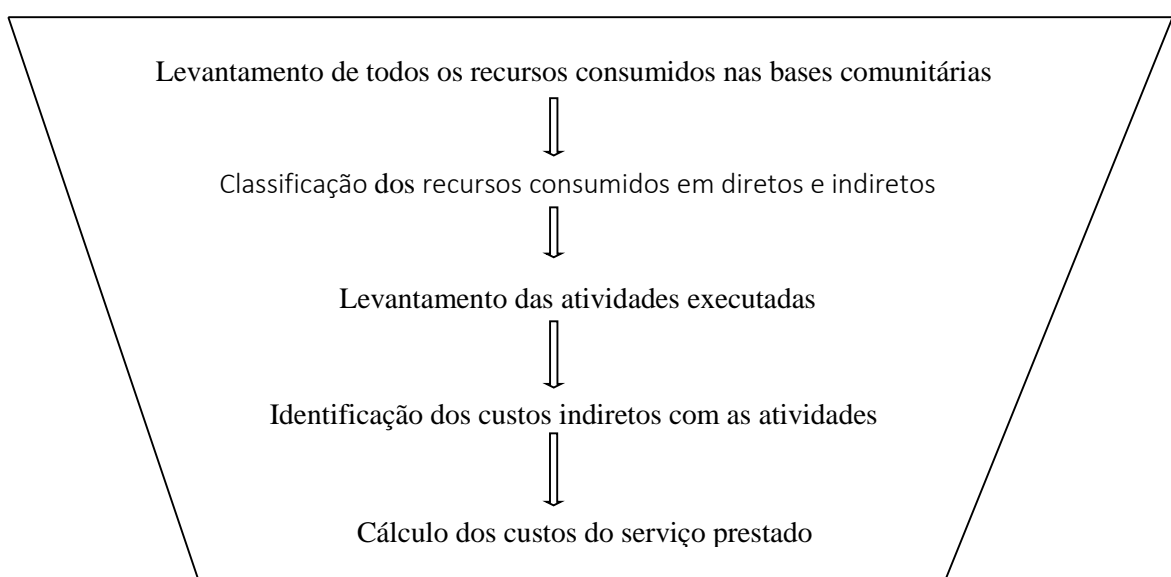 Levantamento de todos os recursos consumidos nas bases comunitárias
Classificação dos recursos consumidos em diretos e indiretos
Levantamento das atividades executadas
Identificação dos custos indiretos com as atividades
Cálculo dos custos do serviço prestado